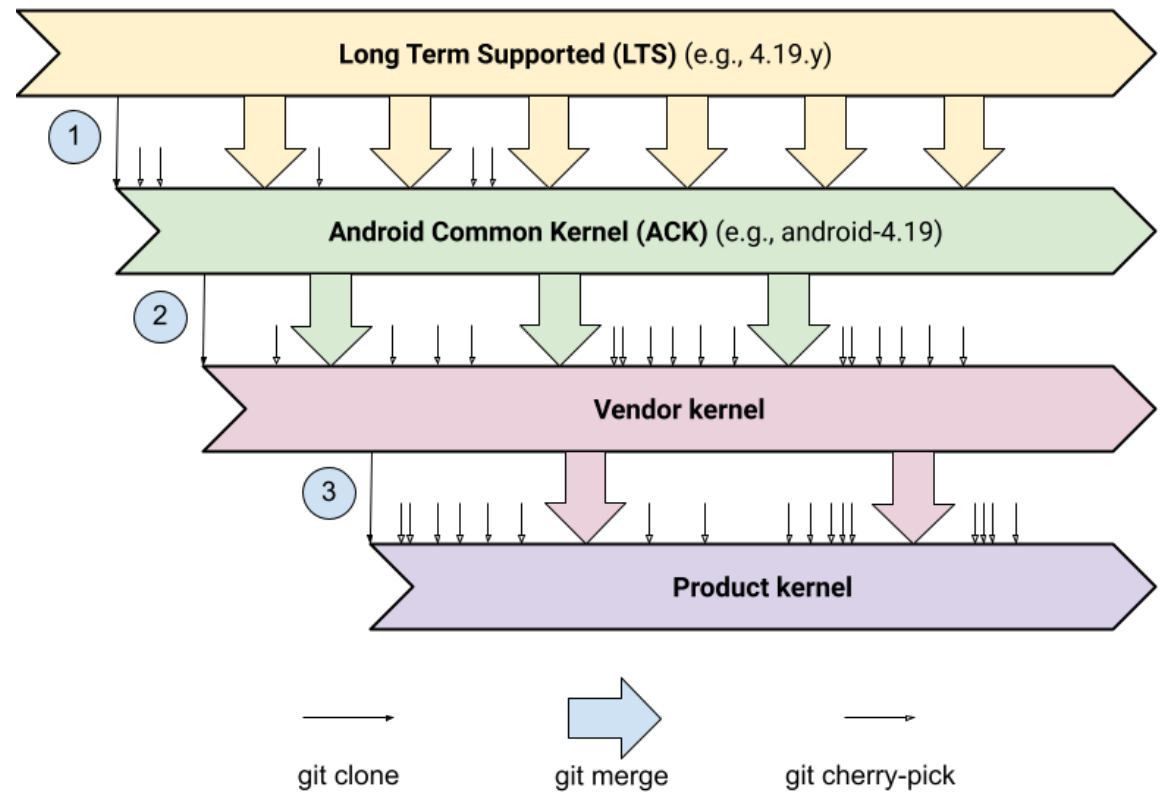 Long Term Supported (LTS) (e.g., 4.19.y)
1
Android Common Kernel (ACK) (e.g., android-4.19)
2
Vendor kernel
3
Product kernel
git clone
git merge
git cherry-pick